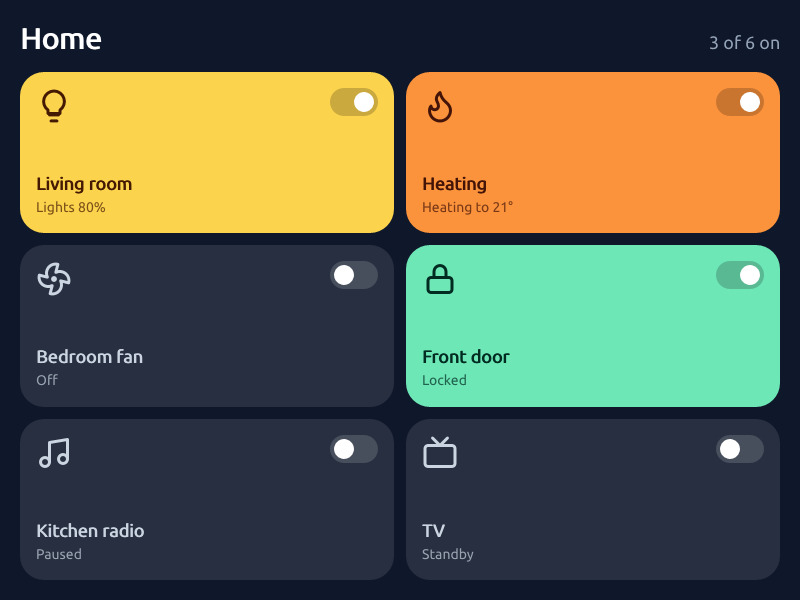 Home
3 of 6 on
Living room
Lights 80%
Heating
Heating to 21°
Bedroom fan
Off
Front door
Locked
Kitchen radio
Paused
TV
Standby